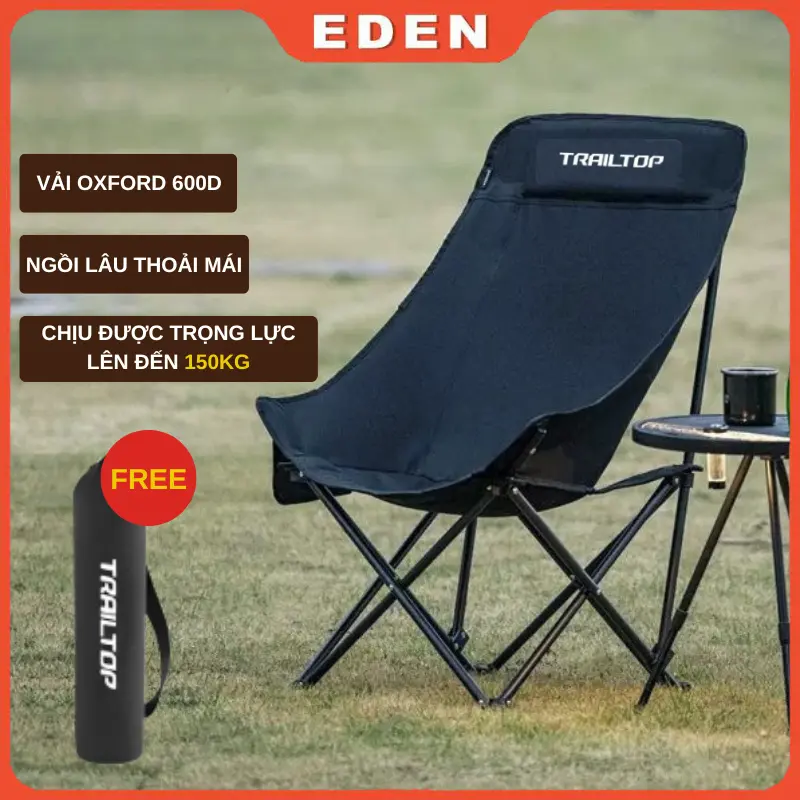 EDEN
TRAILTOP
VẢI OXFORD 600D
NGỒI LÂU THOẢI MÁI
CHỊU ĐƯỢC TRỌNG LỰC
LÊN ĐẾN 150KG
FREE
TRAILTOP